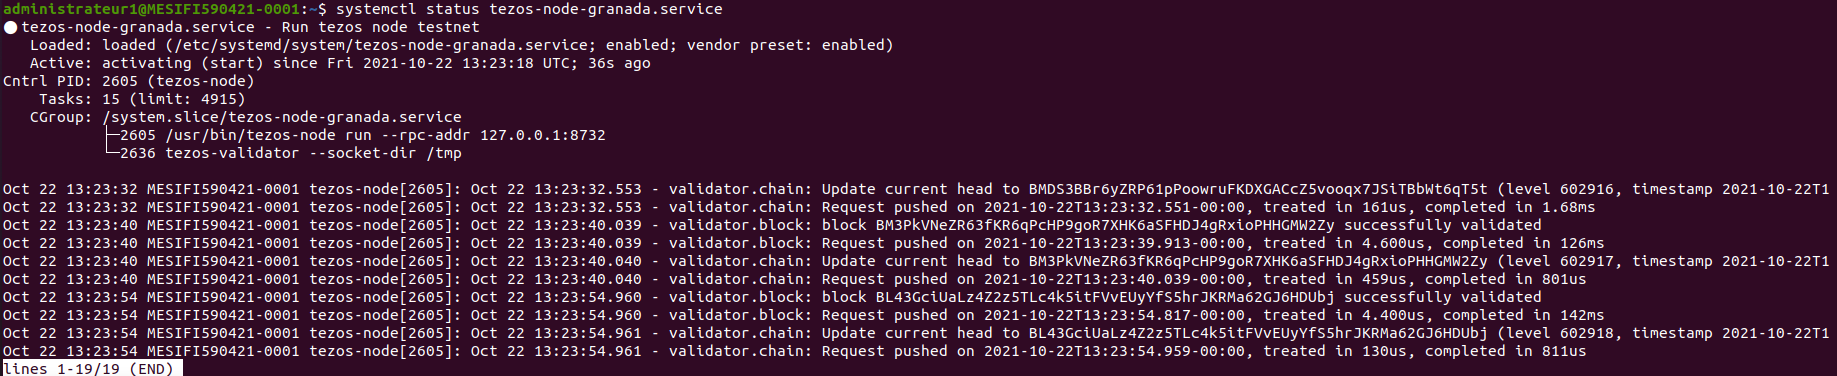 administrateur1@MESIFI590421-0001:~$ systemctl status tezos-node-granada.service
● tezos-node-granada.service - Run tezos node testnet
   Loaded: loaded (/etc/systemd/system/tezos-node-granada.service; enabled; vendor preset: enabled)
   Active: activating (start) since Fri 2021-10-22 13:23:18 UTC; 36s ago
Cntrl PID: 2605 (tezos-node)
    Tasks: 15 (limit: 4915)
   CGroup: /system.slice/tezos-node-granada.service
           ├─2605 /usr/bin/tezos-node run --rpc-addr 127.0.0.1:8732
           └─2636 tezos-validator --socket-dir /tmp
Oct 22 13:23:32 MESIFI590421-0001 tezos-node[2605]: Oct 22 13:23:32.553 - validator.chain: Update current head to BMDS3BBr6yZRP61pPoowruFKDXGACcZ5vooqx7JSiTBbWt6qT5t (level 602916, timestamp 2021-10-22T1
Oct 22 13:23:32 MESIFI590421-0001 tezos-node[2605]: Oct 22 13:23:32.553 - validator.chain: Request pushed on 2021-10-22T13:23:32.551-00:00, treated in 161us, completed in 1.68ms
Oct 22 13:23:40 MESIFI590421-0001 tezos-node[2605]: Oct 22 13:23:40.039 - validator.block: block BM3PkVNeZR63fKR6qPcHP9goR7XHK6aSFHDJ4gRxioPHHGMW2Zy successfully validated
Oct 22 13:23:40 MESIFI590421-0001 tezos-node[2605]: Oct 22 13:23:40.039 - validator.block: Request pushed on 2021-10-22T13:23:39.913-00:00, treated in 4.600us, completed in 126ms
Oct 22 13:23:40 MESIFI590421-0001 tezos-node[2605]: Oct 22 13:23:40.040 - validator.chain: Update current head to BM3PkVNeZR63fKR6qPcHP9goR7XHK6aSFHDJ4gRxioPHHGMW2Zy (level 602917, timestamp 2021-10-22T1
Oct 22 13:23:40 MESIFI590421-0001 tezos-node[2605]: Oct 22 13:23:40.040 - validator.chain: Request pushed on 2021-10-22T13:23:40.039-00:00, treated in 459us, completed in 801us
Oct 22 13:23:54 MESIFI590421-0001 tezos-node[2605]: Oct 22 13:23:54.960 - validator.block: block BL43GciUaLz4Z2z5TLc4k5itFVvEUyYfS5hrJKRMa62GJ6HDUbj successfully validated
Oct 22 13:23:54 MESIFI590421-0001 tezos-node[2605]: Oct 22 13:23:54.960 - validator.block: Request pushed on 2021-10-22T13:23:54.817-00:00, treated in 4.400us, completed in 142ms
Oct 22 13:23:54 MESIFI590421-0001 tezos-node[2605]: Oct 22 13:23:54.961 - validator.chain: Update current head to BL43GciUaLz4Z2z5TLc4k5itFVvEUyYfS5hrJKRMa62GJ6HDUbj (level 602918, timestamp 2021-10-22T1
Oct 22 13:23:54 MESIFI590421-0001 tezos-node[2605]: Oct 22 13:23:54.961 - validator.chain: Request pushed on 2021-10-22T13:23:54.959-00:00, treated in 130us, completed in 811us
lines 1-19/19 (END)